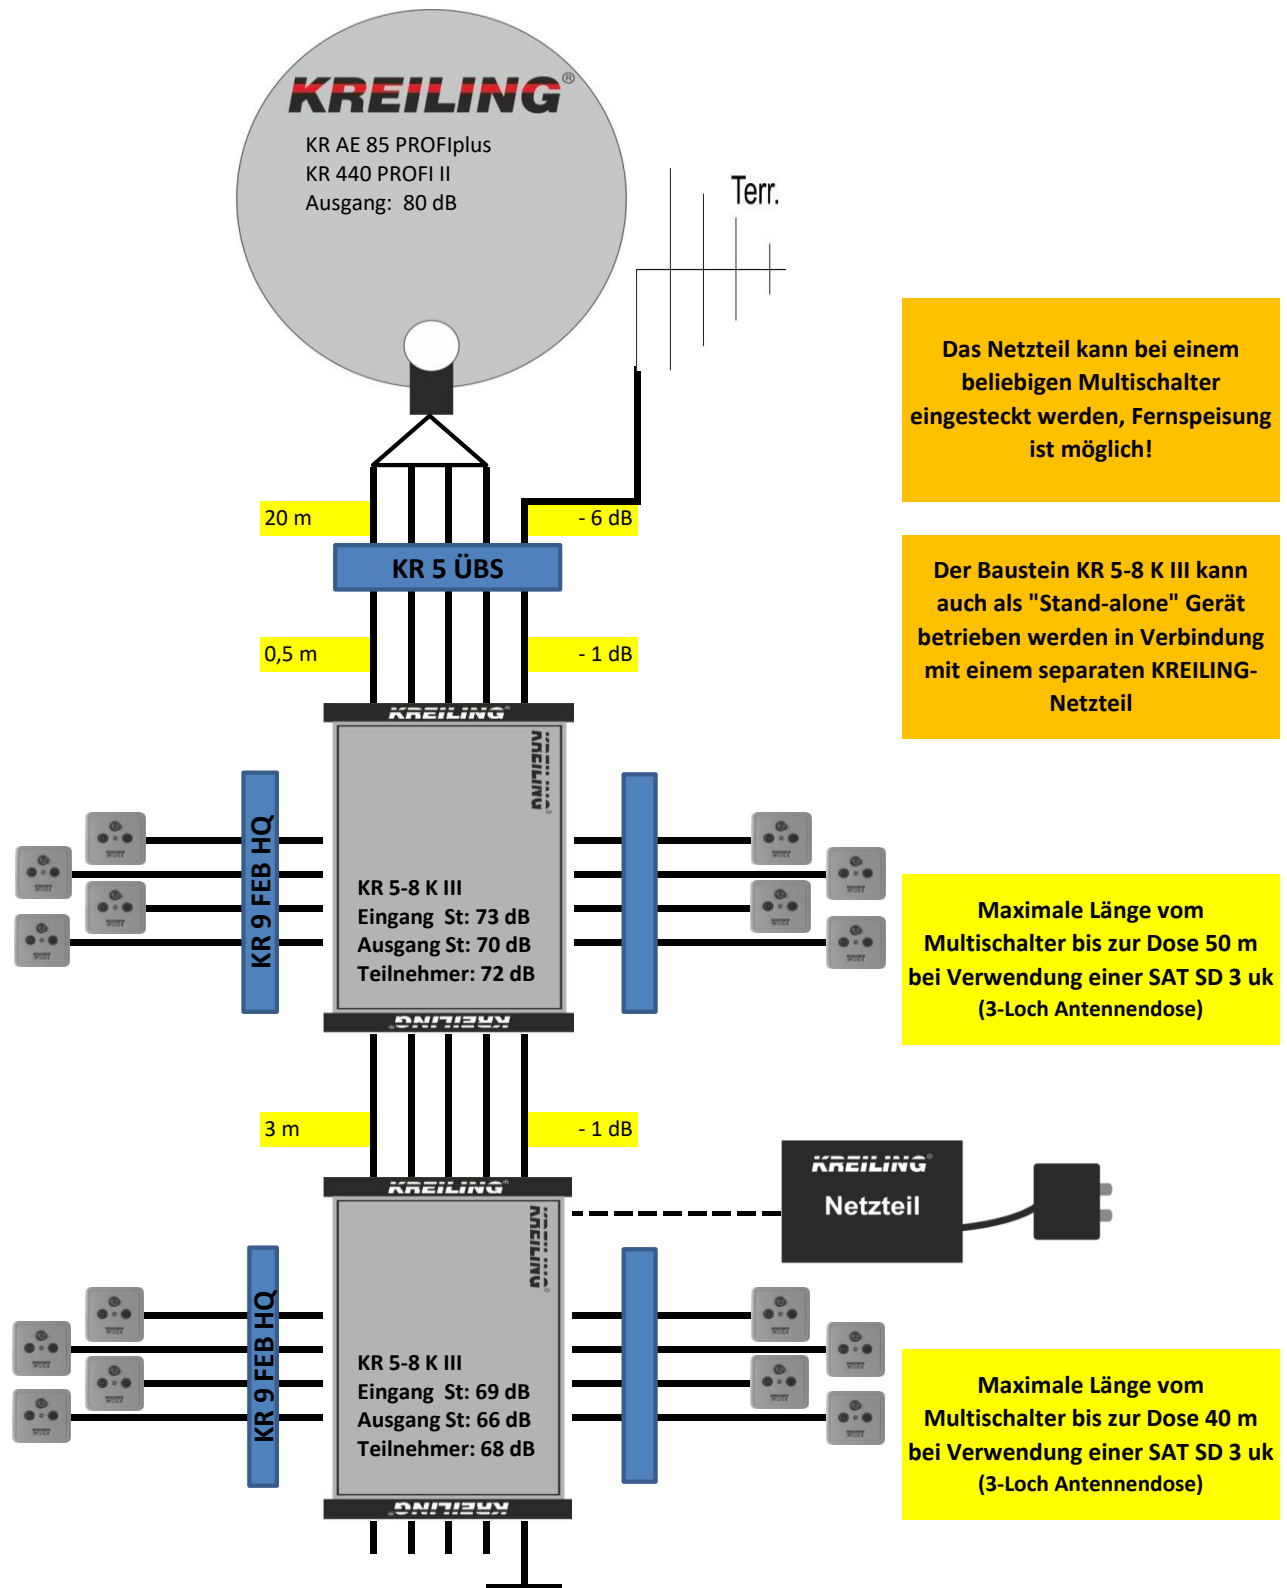 KREILING®
KR AE 85 PROFIplus
KR 440 PROFI II
Ausgang: 80 dB
Terr.
Das Netzteil kann bei einem
beliebigen Multischalter
eingesteckt werden, Fernspeisung
ist möglich!
20 m
- 6 dB
KR 5 ÜBS
Der Baustein KR 5-8 K III kann
auch als "Stand-alone" Gerät
betrieben werden in Verbindung
mit einem separaten KREILING-
Netzteil
0,5 m
- 1 dB
KREILING®
KREILING®
KR 9 FEB HQ
KR 5-8 K III
Eingang St: 73 dB
Ausgang St: 70 dB
Teilnehmer: 72 dB
KREILING®
Maximale Länge vom
Multischalter bis zur Dose 50 m
bei Verwendung einer SAT SD 3 uk
(3-Loch Antennendose)
3 m
- 1 dB
KREILING®
KREILING®
KREILING®
Netzteil
KR 9 FEB HQ
KR 5-8 K III
Eingang St: 69 dB
Ausgang St: 66 dB
Teilnehmer: 68 dB
KREILING®
Maximale Länge vom
Multischalter bis zur Dose 40 m
bei Verwendung einer SAT SD 3 uk
(3-Loch Antennendose)